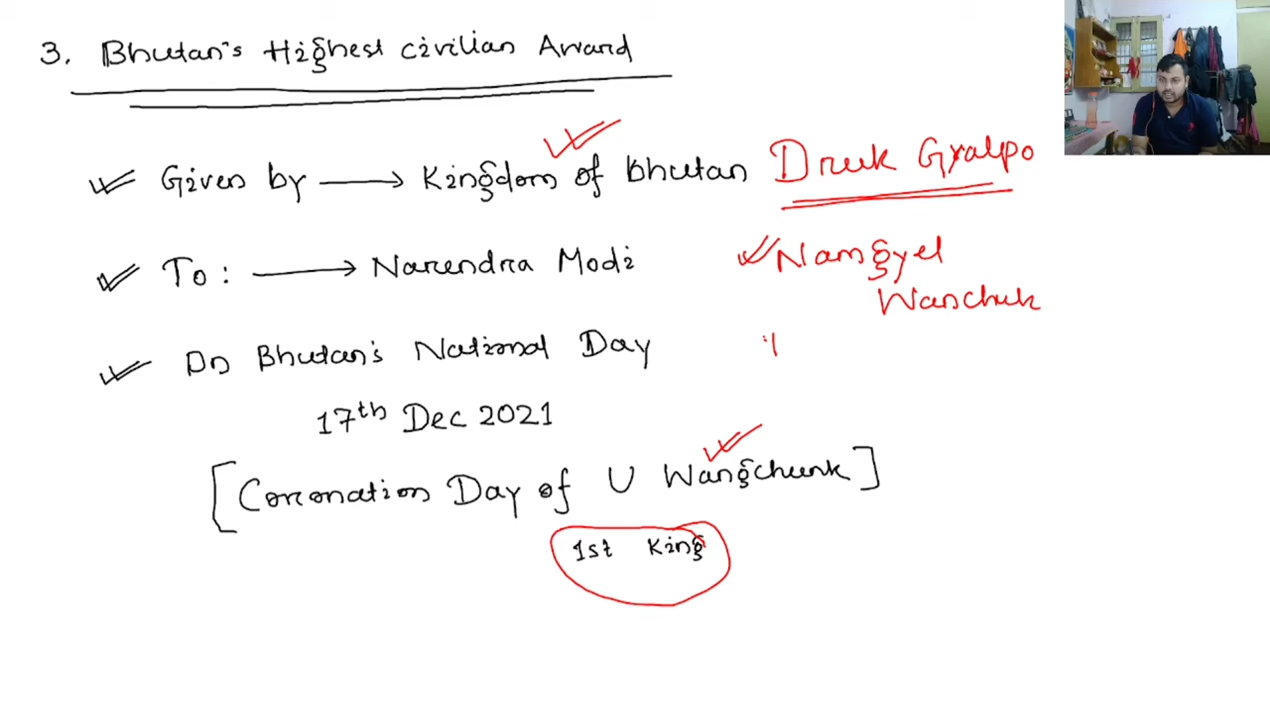 3. Bhutan's Highest Civilian Award
Given by → Kingdom of Bhutan Druk Gyalpo
To: → Narendra Modi
Namgyel
Wanchuk
On Bhutan's National Day
17th Dec 2021
[Coronation Day of U Wangchunk]
1st King